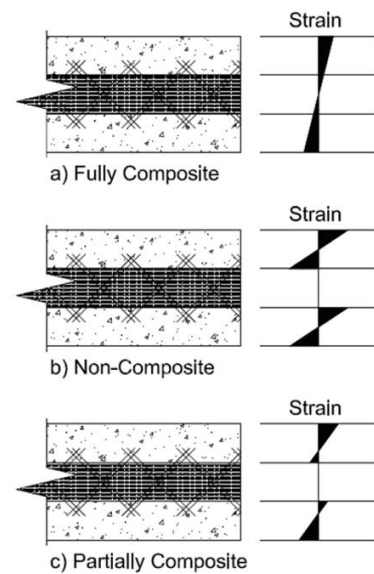 Strain
a) Fully Composite
Strain
b) Non-Composite
Strain
c) Partially Composite